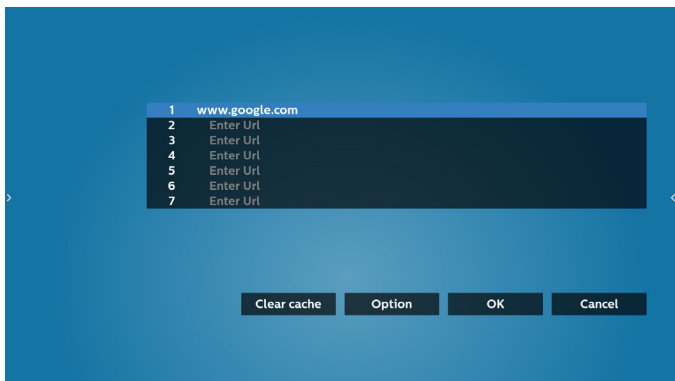 1 www.google.com
2 Enter Url
3 Enter Url
4 Enter Url
5 Enter Url
6 Enter Url
7 Enter Url
Clear cache Option OK Cancel